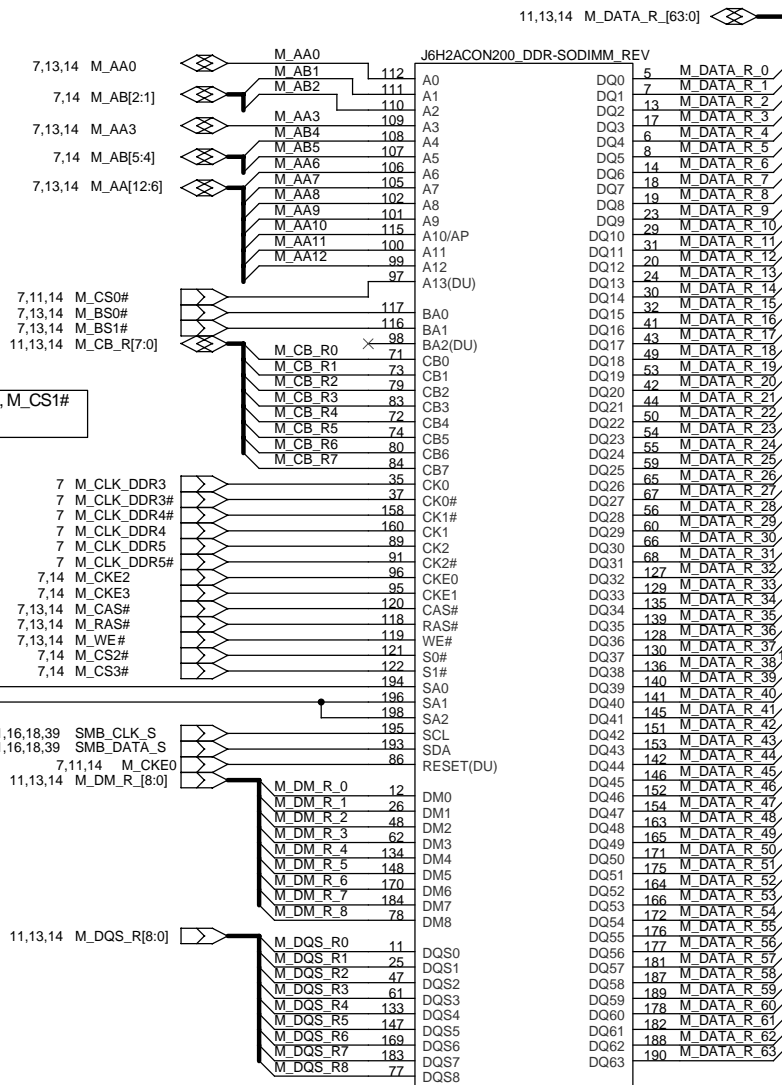 11,13,14 M_DATA_R_[63:0]
J6H2ACON200_DDR-SODIMM_REV
7,13,14 M_AA0
7,14 M_AB[2:1]
7,13,14 M_AA3
7,14 M_AB[5:4]
7,13,14 M_AA[12:6]
7,11,14 M_CS0#
7,13,14 M_BS0#
7,13,14 M_BS1#
11,13,14 M_CB_R[7:0]
, M_CS1#
7 M_CLK_DDR3
7 M_CLK_DDR3#
7 M_CLK_DDR4#
7 M_CLK_DDR4
7 M_CLK_DDR5
7 M_CLK_DDR5#
7,14 M_CKE2
7,14 M_CKE3
7,13,14 M_CAS#
7,13,14 M_RAS#
7,13,14 M_WE#
7,14 M_CS2#
7,14 M_CS3#
,16,18,39 SMB_CLK_S
,16,18,39 SMB_DATA_S
7,11,14 M_CKE0
11,13,14 M_DM_R_[8:0]
11,13,14 M_DQS_R[8:0]
M_AA0 112 A0
M_AB1 111 A1
M_AB2 110 A2
M_AA3 109 A3
M_AB4 108 A4
M_AB5 107 A5
M_AA6 106 A6
M_AA7 105 A7
M_AA8 102 A8
M_AA9 101 A9
M_AA10 115 A10/AP
M_AA11 100 A11
M_AA12 99 A12
97 A13(DU)
117 BA0
116 BA1
98 BA2(DU)
M_CB_R0 71 CB0
M_CB_R1 73 CB1
M_CB_R2 79 CB2
M_CB_R3 83 CB3
M_CB_R4 72 CB4
M_CB_R5 74 CB5
M_CB_R6 80 CB6
M_CB_R7 84 CB7
35 CK0
37 CK0#
158 CK1#
160 CK1
89 CK2
91 CK2#
96 CKE0
95 CKE1
120 CAS#
118 RAS#
119 WE#
121 S0#
122 S1#
194 SA0
196 SA1
198 SA2
195 SCL
193 SDA
86 RESET(DU)
M_DM_R_0 12 DM0
M_DM_R_1 26 DM1
M_DM_R_2 48 DM2
M_DM_R_3 62 DM3
M_DM_R_4 134 DM4
M_DM_R_5 148 DM5
M_DM_R_6 170 DM6
M_DM_R_7 184 DM7
M_DM_R_8 78 DM8
M_DQS_R0 11 DQS0
M_DQS_R1 25 DQS1
M_DQS_R2 47 DQS2
M_DQS_R3 61 DQS3
M_DQS_R4 133 DQS4
M_DQS_R5 147 DQS5
M_DQS_R6 169 DQS6
M_DQS_R7 183 DQS7
M_DQS_R8 77 DQS8
DQ0 5 M_DATA_R_0
DQ1 7 M_DATA_R_1
DQ2 13 M_DATA_R_2
DQ3 17 M_DATA_R_3
DQ4 6 M_DATA_R_4
DQ5 8 M_DATA_R_5
DQ6 14 M_DATA_R_6
DQ7 18 M_DATA_R_7
DQ8 19 M_DATA_R_8
DQ9 23 M_DATA_R_9
DQ10 29 M_DATA_R_10
DQ11 31 M_DATA_R_11
DQ12 20 M_DATA_R_12
DQ13 24 M_DATA_R_13
DQ14 30 M_DATA_R_14
DQ15 32 M_DATA_R_15
DQ16 41 M_DATA_R_16
DQ17 43 M_DATA_R_17
DQ18 49 M_DATA_R_18
DQ19 53 M_DATA_R_19
DQ20 42 M_DATA_R_20
DQ21 44 M_DATA_R_21
DQ22 50 M_DATA_R_22
DQ23 54 M_DATA_R_23
DQ24 55 M_DATA_R_24
DQ25 59 M_DATA_R_25
DQ26 65 M_DATA_R_26
DQ27 67 M_DATA_R_27
DQ28 56 M_DATA_R_28
DQ29 60 M_DATA_R_29
DQ30 66 M_DATA_R_30
DQ31 68 M_DATA_R_31
DQ32 127 M_DATA_R_32
DQ33 129 M_DATA_R_33
DQ34 135 M_DATA_R_34
DQ35 139 M_DATA_R_35
DQ36 128 M_DATA_R_36
DQ37 130 M_DATA_R_37
DQ38 136 M_DATA_R_38
DQ39 140 M_DATA_R_39
DQ40 141 M_DATA_R_40
DQ41 145 M_DATA_R_41
DQ42 151 M_DATA_R_42
DQ43 153 M_DATA_R_43
DQ44 142 M_DATA_R_44
DQ45 146 M_DATA_R_45
DQ46 152 M_DATA_R_46
DQ47 154 M_DATA_R_47
DQ48 163 M_DATA_R_48
DQ49 165 M_DATA_R_49
DQ50 171 M_DATA_R_50
DQ51 175 M_DATA_R_51
DQ52 164 M_DATA_R_52
DQ53 166 M_DATA_R_53
DQ54 172 M_DATA_R_54
DQ55 176 M_DATA_R_55
DQ56 177 M_DATA_R_56
DQ57 181 M_DATA_R_57
DQ58 187 M_DATA_R_58
DQ59 189 M_DATA_R_59
DQ60 178 M_DATA_R_60
DQ61 182 M_DATA_R_61
DQ62 188 M_DATA_R_62
DQ63 190 M_DATA_R_63